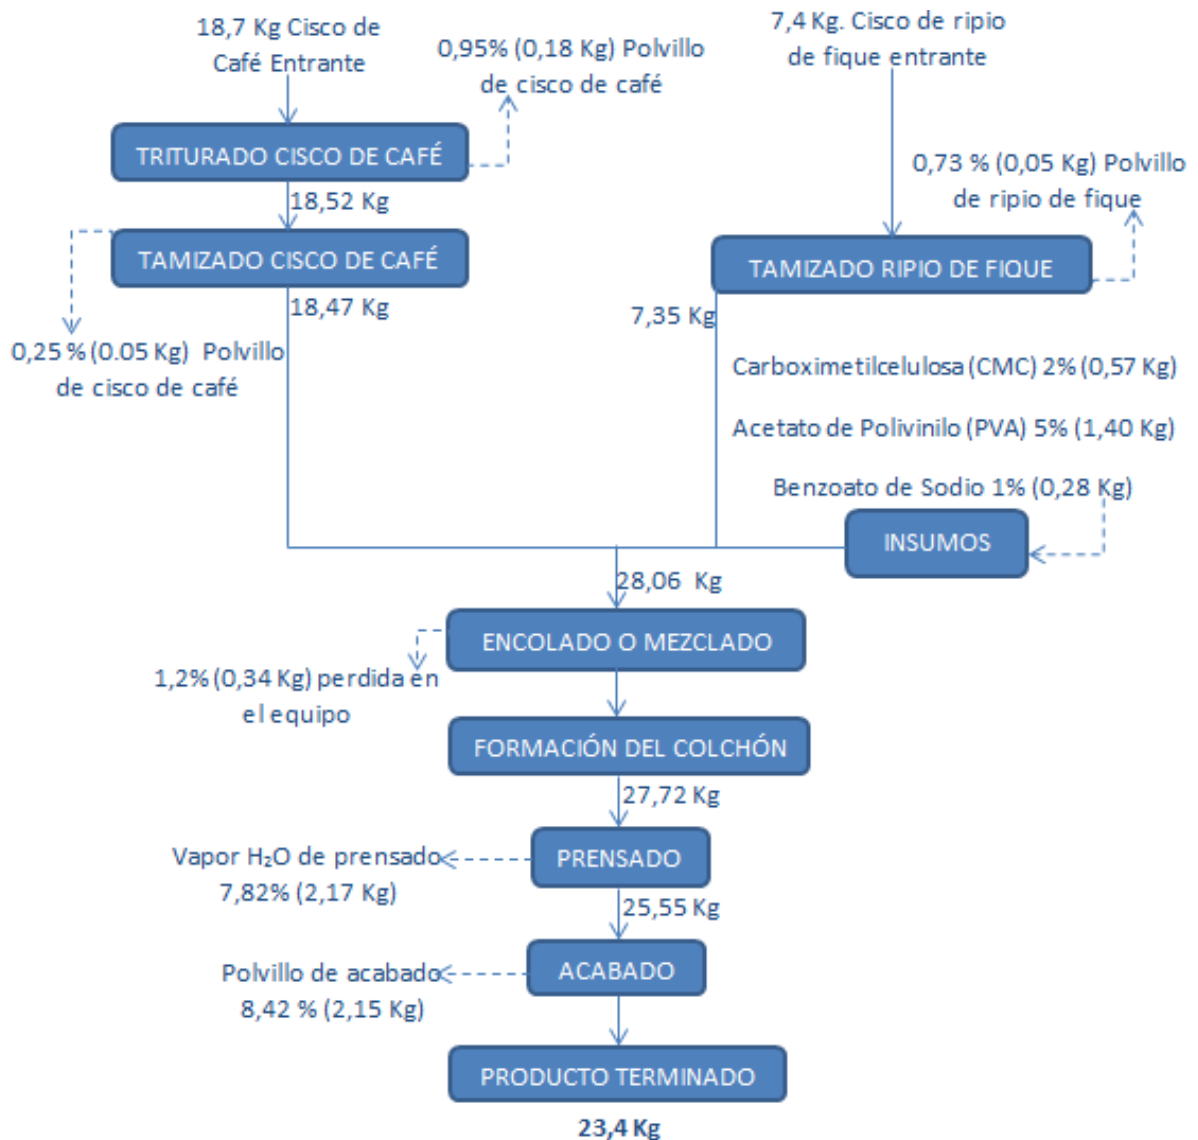 18,7 Kg Cisco de
Café Entrante
0,95% (0,18 Kg) Polvillo
de cisco de café
7,4 Kg. Cisco de ripio
de fique entrante
TRITURADO CISCO DE CAFÉ
18,52 Kg
0,73 % (0,05 Kg) Polvillo
de ripio de fique
TAMIZADO CISCO DE CAFÉ
TAMIZADO RIPIO DE FIQUE
18,47 Kg
7,35 Kg
0,25 % (0.05 Kg) Polvillo
de cisco de café
Carboximetilcelulosa (CMC) 2% (0,57 Kg)
Acetato de Polivinilo (PVA) 5% (1,40 Kg)
Benzoato de Sodio 1% (0,28 Kg)
INSUMOS
28,06 Kg
ENCOLADO O MEZCLADO
1,2% (0,34 Kg) perdida en
el equipo
FORMACIÓN DEL COLCHÓN
27,72 Kg
Vapor H₂O de prensado
7,82% (2,17 Kg)
PRENSADO
25,55 Kg
Polvillo de acabado
8,42 % (2,15 Kg)
ACABADO
PRODUCTO TERMINADO
23,4 Kg